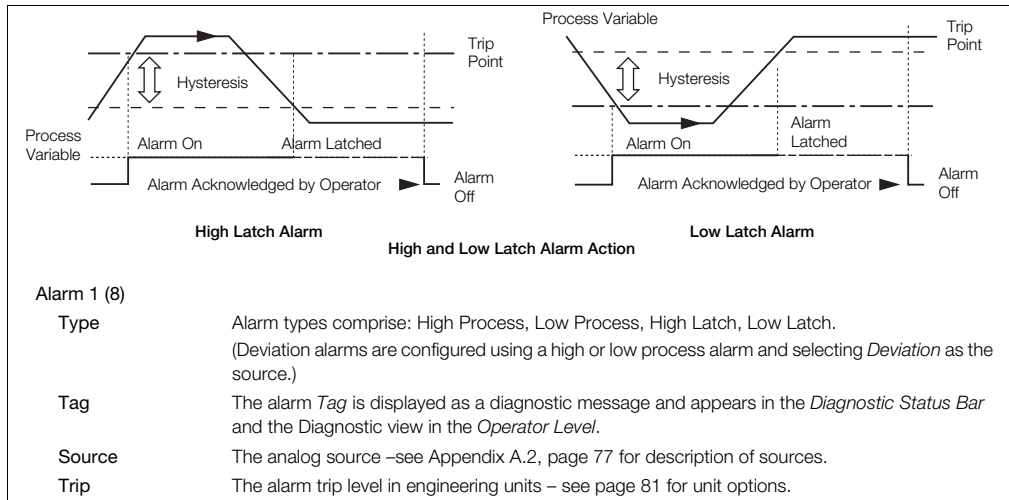 Process Variable
Trip
Point
Trip
Point
Hysteresis
Hysteresis
Process
Variable
Alarm On
Alarm Latched
Alarm On
Alarm
Latched
Alarm Acknowledged by Operator
Alarm
Off
Alarm Acknowledged by Operator
Alarm
Off
High Latch Alarm
Low Latch Alarm
High and Low Latch Alarm Action
Alarm 1 (8)
Type Alarm types comprise: High Process, Low Process, High Latch, Low Latch.
(Deviation alarms are configured using a high or low process alarm and selecting Deviation as the
source.)
Tag The alarm Tag is displayed as a diagnostic message and appears in the Diagnostic Status Bar
and the Diagnostic view in the Operator Level.
Source The analog source –see Appendix A.2, page 77 for description of sources.
Trip The alarm trip level in engineering units – see page 81 for unit options.